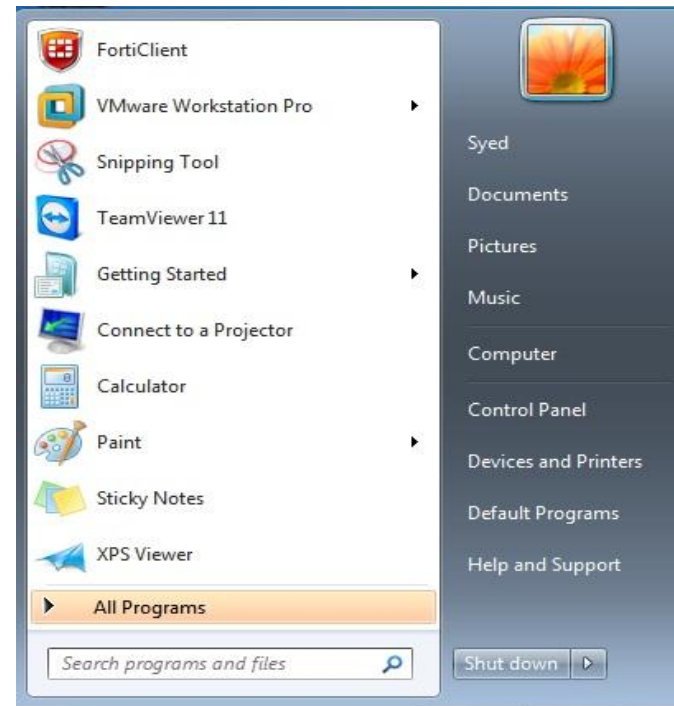 FortiClient
VMware Workstation Pro
Snipping Tool
TeamViewer 11
Getting Started
Connect to a Projector
Calculator
Paint
Sticky Notes
XPS Viewer
All Programs
Search programs and files
Syed
Documents
Pictures
Music
Computer
Control Panel
Devices and Printers
Default Programs
Help and Support
Shut down